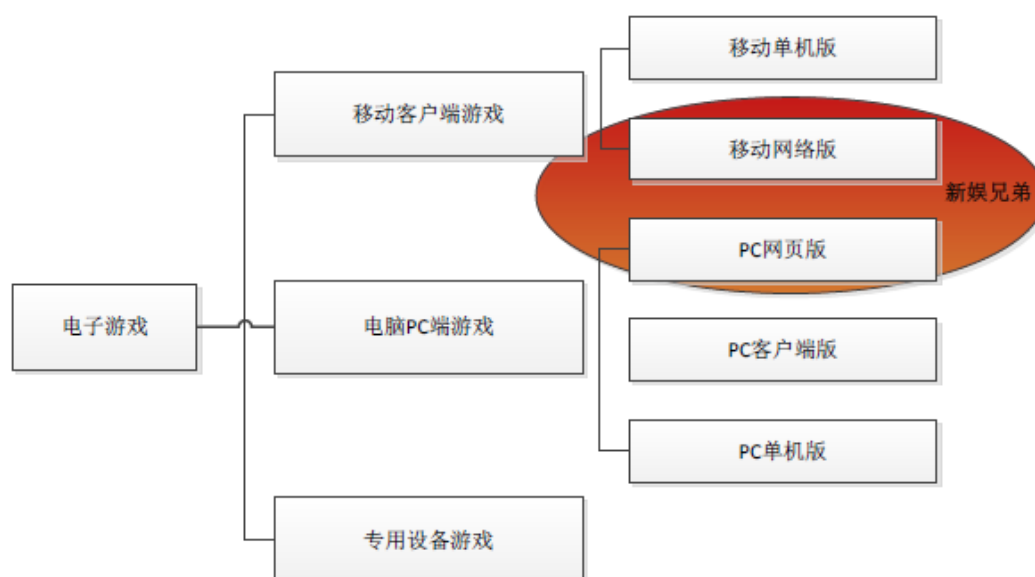 移动单机版
移动客户端游戏
移动网络版
新娱兄弟
PC网页版
电子游戏
电脑PC端游戏
PC客户端版
PC单机版
专用设备游戏